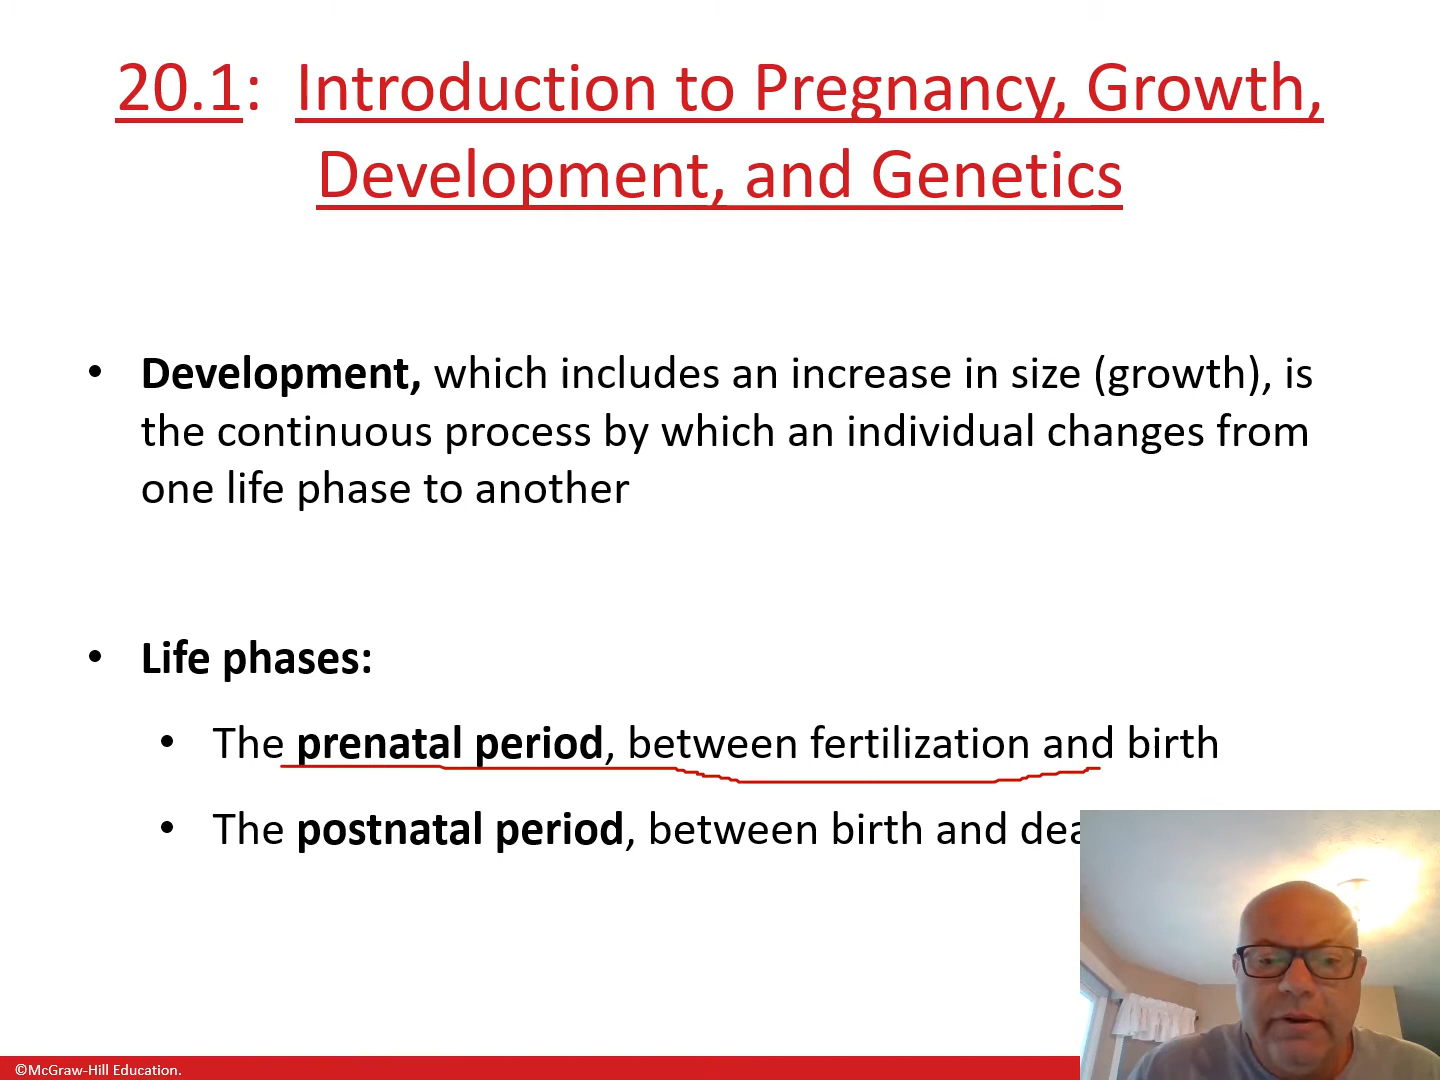 20.1: Introduction to Pregnancy, Growth,
Development, and Genetics
• Development, which includes an increase in size (growth), is
the continuous process by which an individual changes from
one life phase to another
• Life phases:
• The prenatal period, between fertilization and birth
• The postnatal period, between birth and
©McGraw-Hill Education.